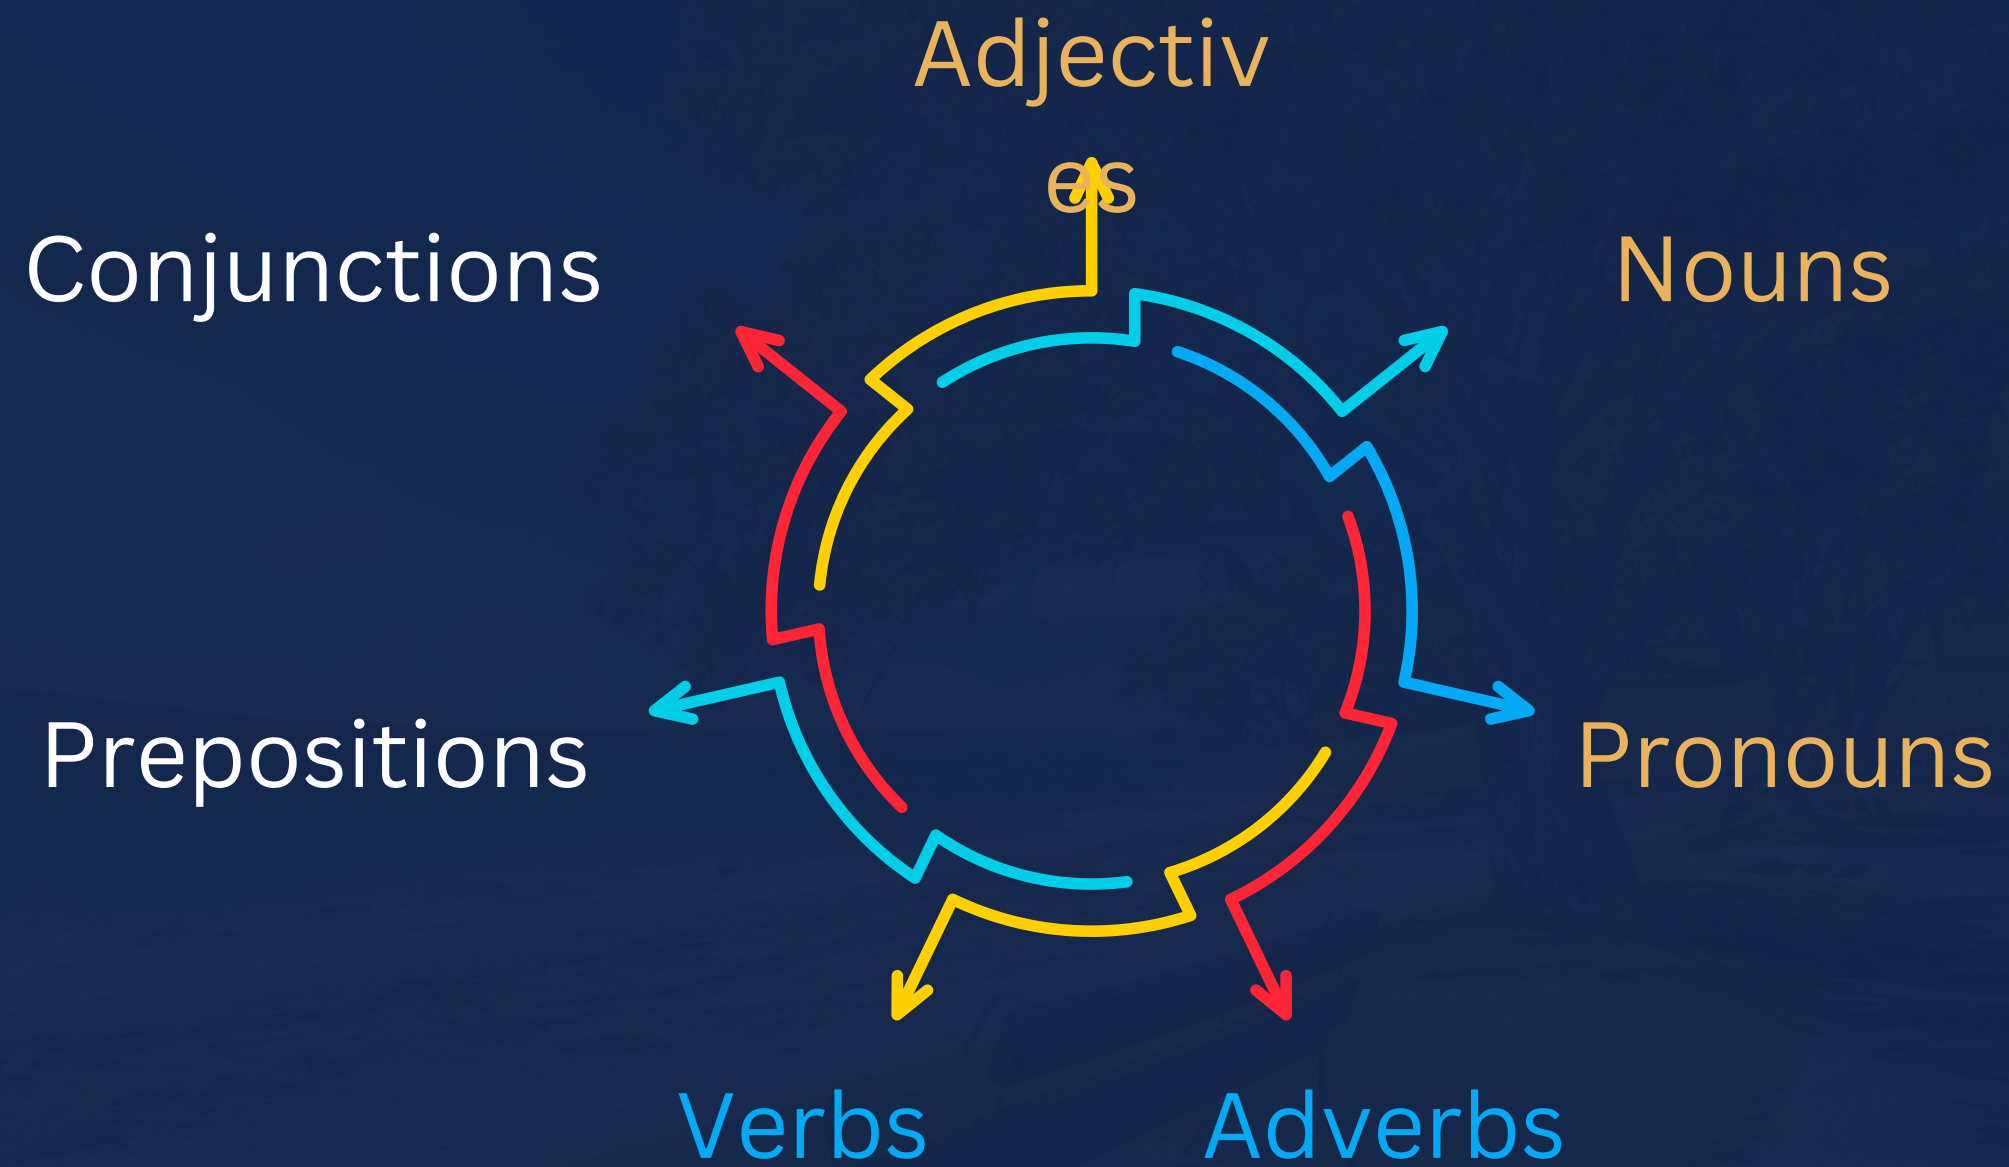 Adjectiv
es
Conjunctions
Nouns
Prepositions
Pronouns
Verbs
Adverbs